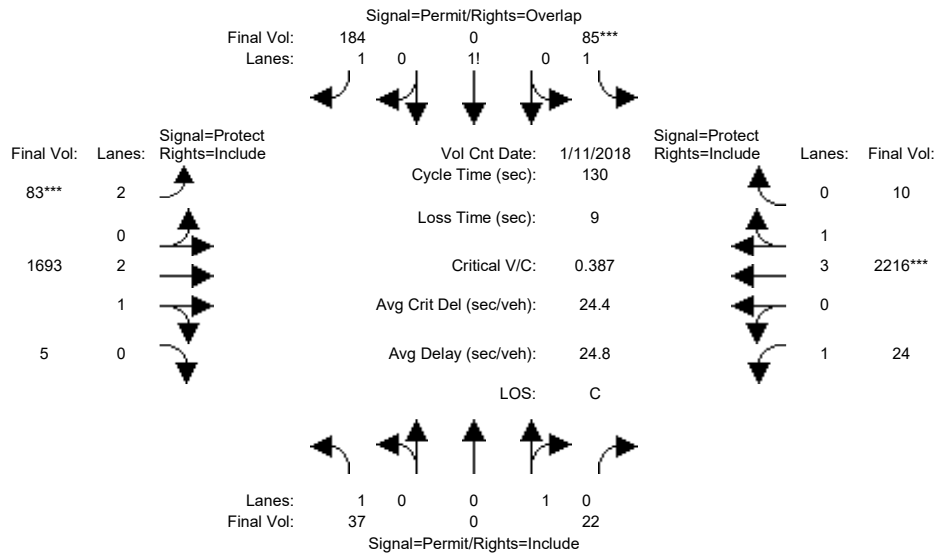 Signal=Permit/Rights=Overlap
Final Vol: 184 0 85***
Lanes: 1 0 1! 0 1
Signal=Protect Signal=Protect
Final Vol: Lanes: Rights=Include Vol Cnt Date: 1/11/2018 Rights=Include Lanes: Final Vol:
Cycle Time (sec): 130
83*** 2 0 10
Loss Time (sec): 9
0 1
1693 2 Critical V/C: 0.387 3 2216***
1 Avg Crit Del (sec/veh): 24.4 0
5 0 Avg Delay (sec/veh): 24.8 1 24
LOS: C
Lanes: 1 0 0 1 0
Final Vol: 37 0 22
Signal=Permit/Rights=Include